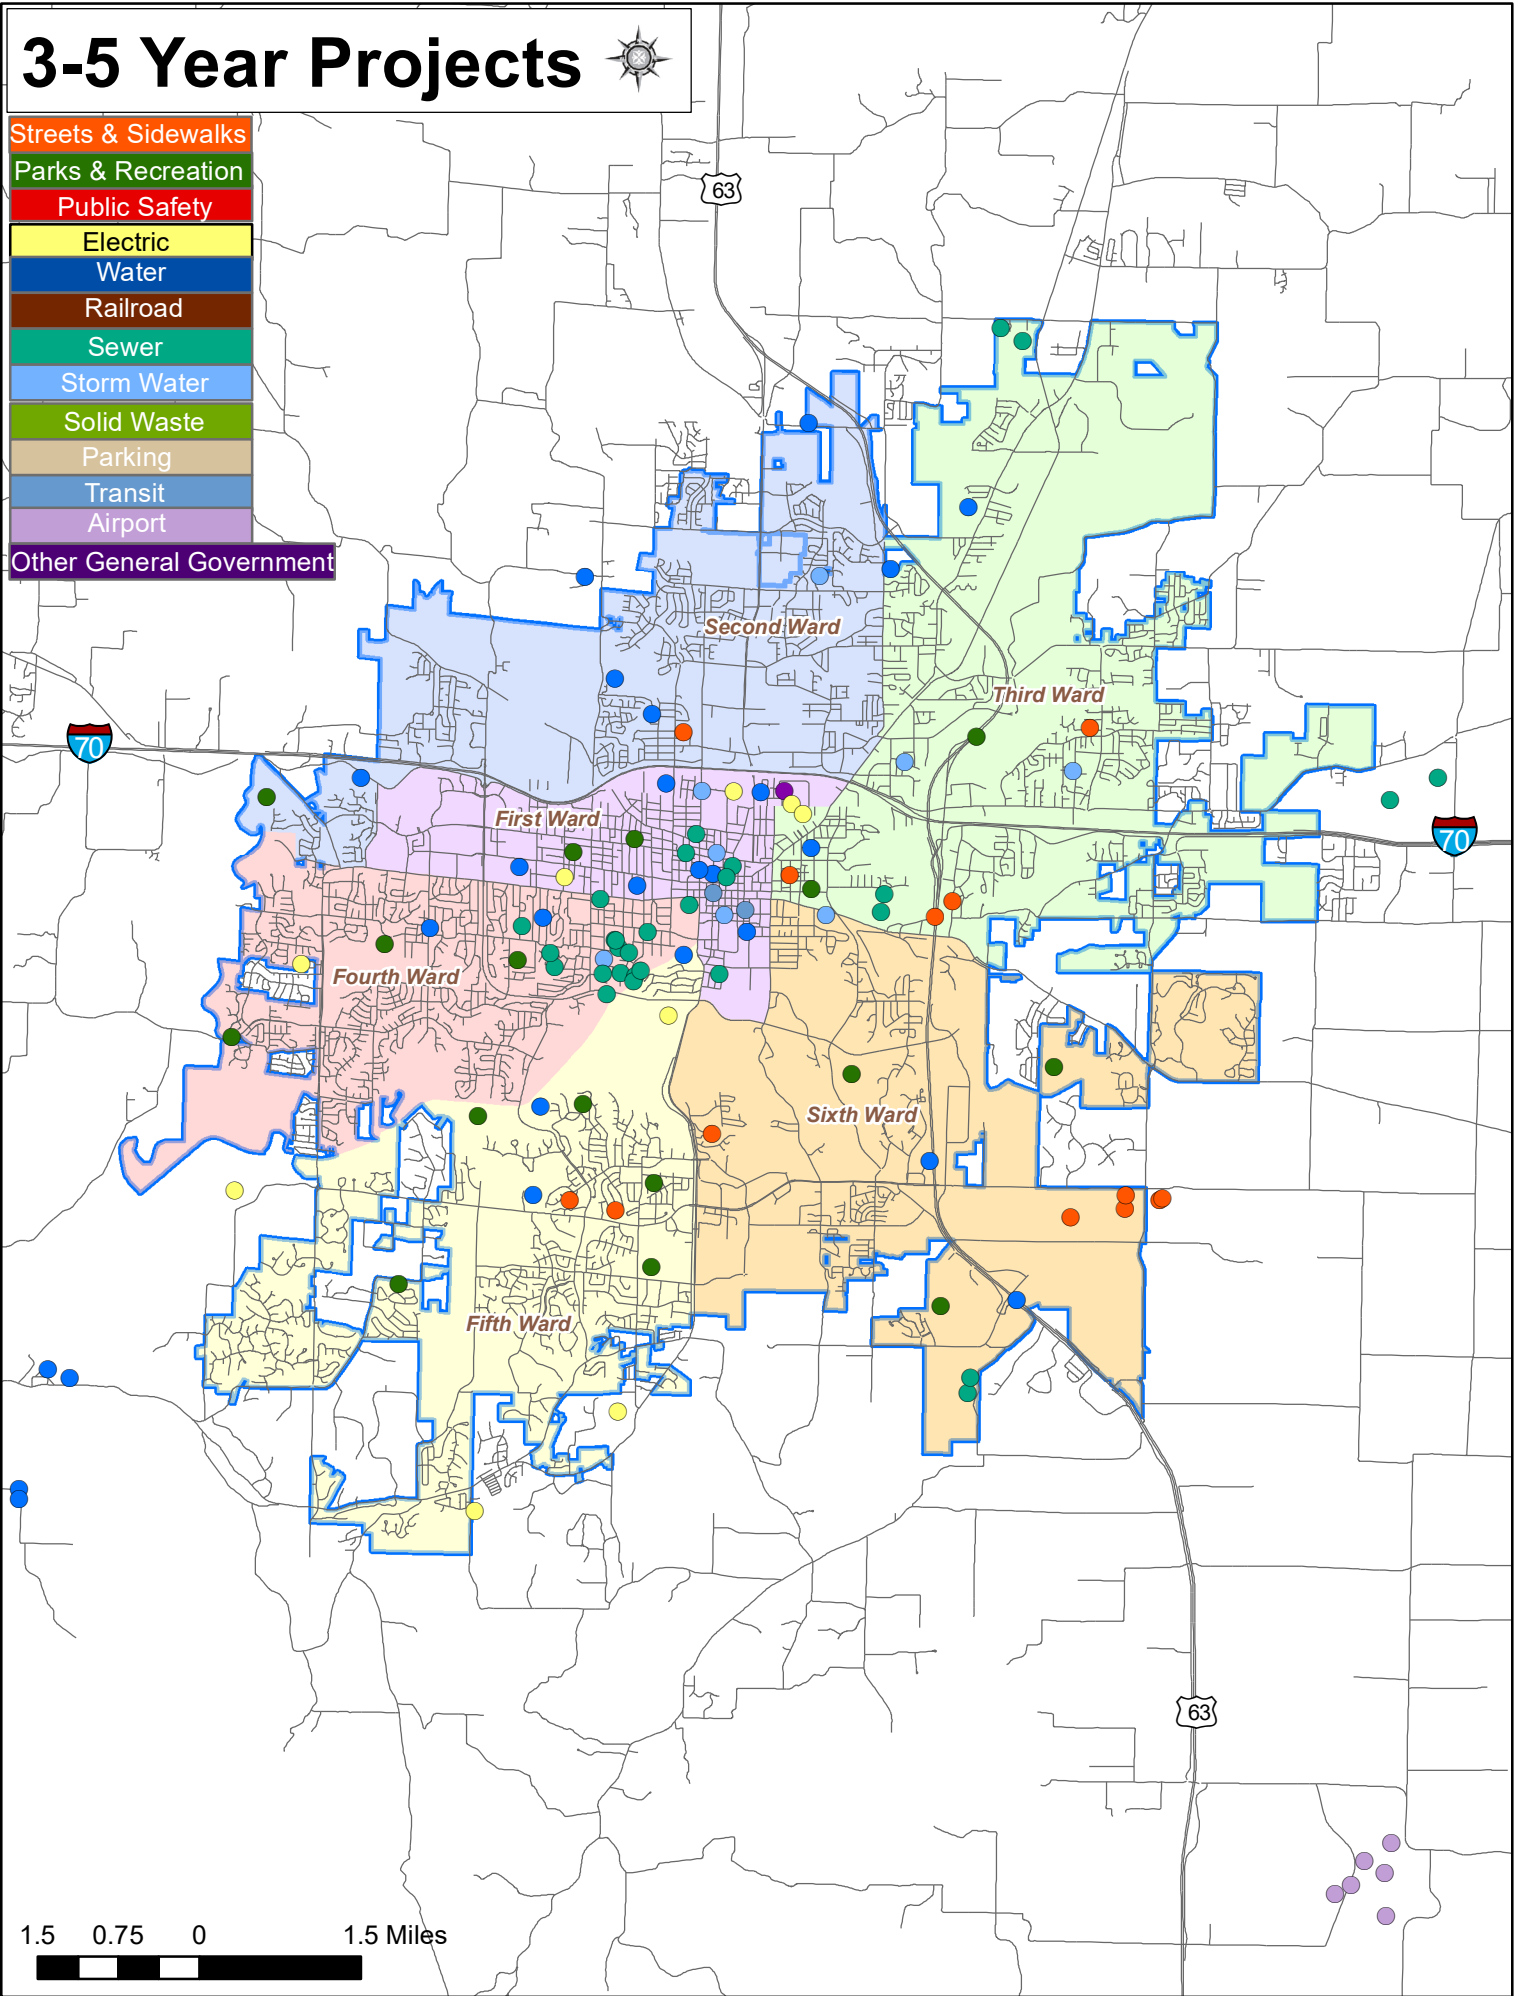 3-5 Year Projects
Streets & Sidewalks
Parks & Recreation
Public Safety
Electric
Water
Railroad
Sewer
Storm Water
Solid Waste
Parking
Transit
Airport
Other General Government
63
Second Ward
Third Ward
70
First Ward
70
Fourth Ward
Sixth Ward
Fifth Ward
63
1.5 0.75 0 1.5 Miles